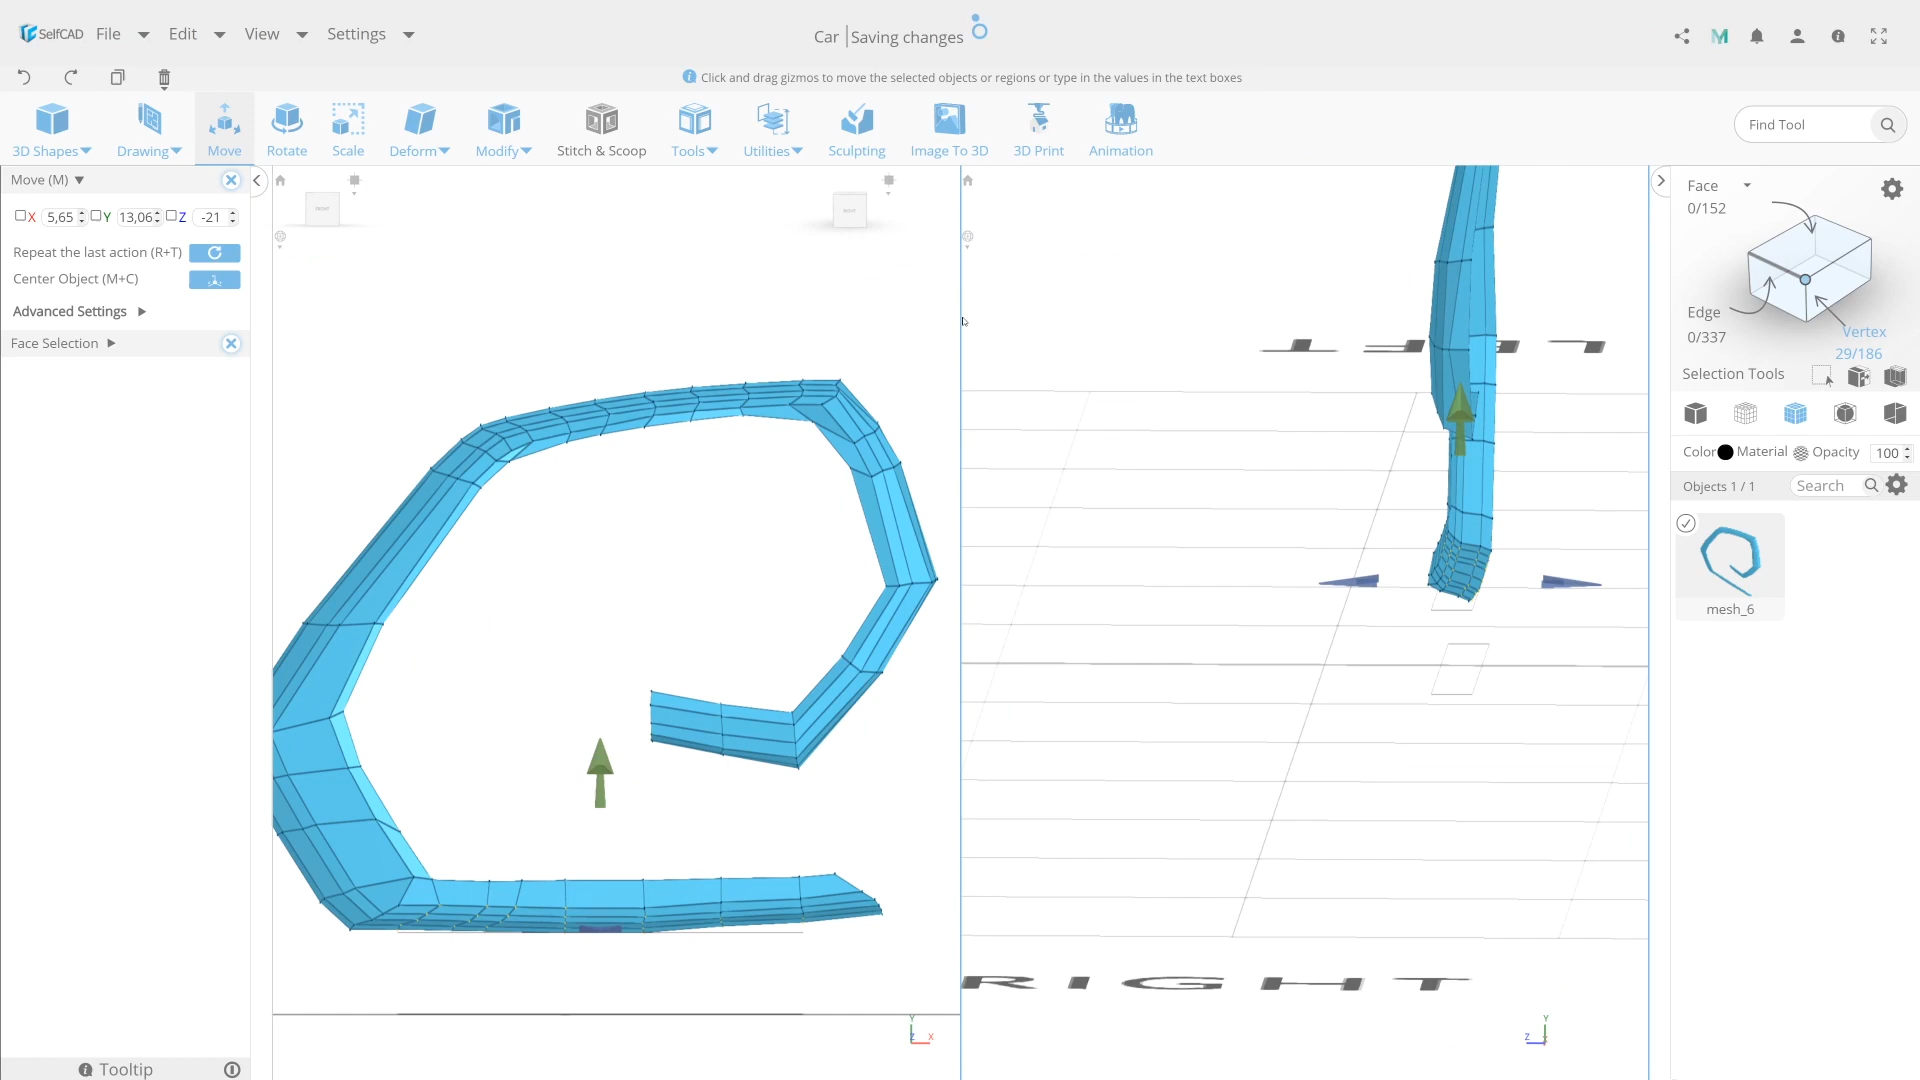 SelfCAD File Edit View Settings Car Saving changes
Click and drag gizmos to move the selected objects or regions or type in the values in the text boxes
3D Shapes Drawing Move Rotate Scale Deform Modify Stitch & Scoop Tools Utilities Sculpting Image To 3D 3D Print Animation Find Tool
Move (M)
X 5,65 Y 13,06 Z -21
Repeat the last action (R+T)
Center Object (M+C)
Advanced Settings
Face Selection
Tooltip
FRONT
LEFT
RIGHT
Y
Z X
Y
Z
Face
0/152
Edge
0/337
Vertex
29/186
Selection Tools
Color Material Opacity 100
Objects 1 / 1 Search
mesh_6